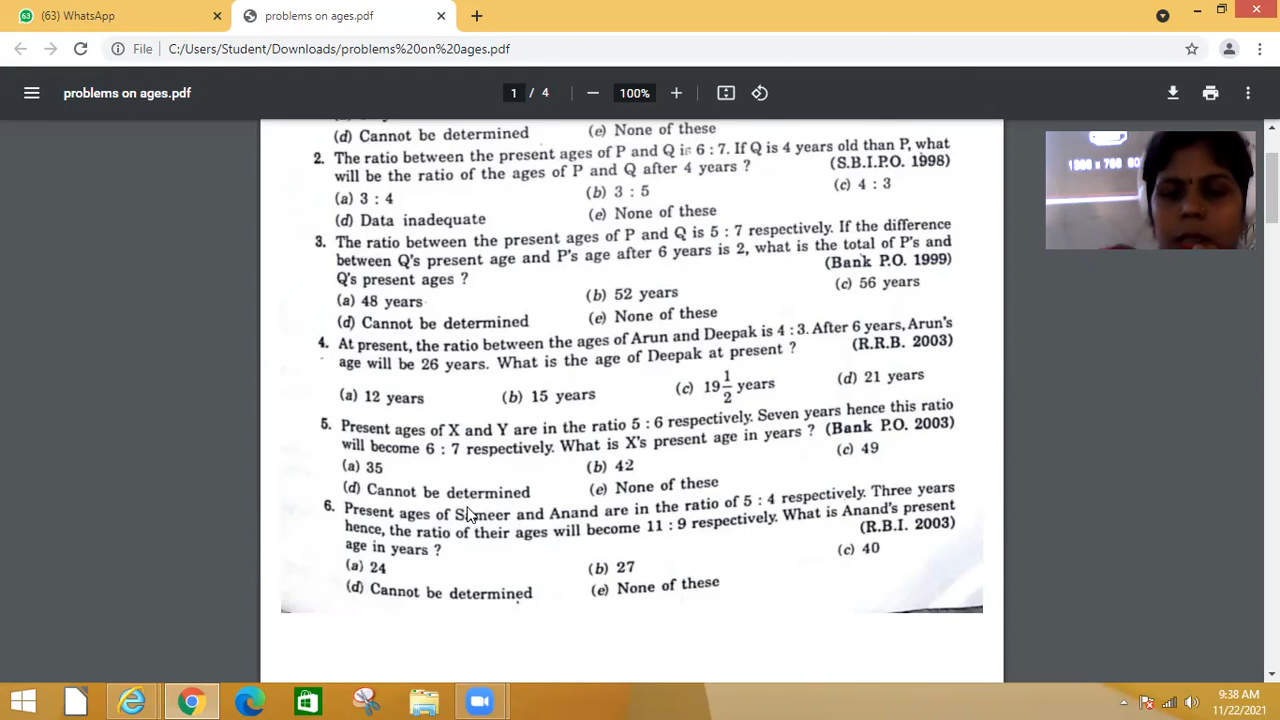 63
(63) WhatsApp
problems on ages.pdf
File
C:/Users/Student/Downloads/problems%20on%20ages.pdf
problems on ages.pdf
1 / 4
100%
(d) Cannot be determined (e) None of these
2. The ratio between the present ages of P and Q is 6 : 7. If Q is 4 years old than P, what
will be the ratio of the ages of P and Q after 4 years ? (S.B.I.P.O. 1998)
(a) 3 : 4 (b) 3 : 5 (c) 4 : 3
(d) Data inadequate (e) None of these
3. The ratio between the present ages of P and Q is 5 : 7 respectively. If the difference
between Q's present age and P's age after 6 years is 2, what is the total of P's and
Q's present ages ? (Bank P.O. 1999)
(a) 48 years (b) 52 years (c) 56 years
(d) Cannot be determined (e) None of these
4. At present, the ratio between the ages of Arun and Deepak is 4 : 3. After 6 years, Arun's
age will be 26 years. What is the age of Deepak at present ? (R.R.B. 2003)
(a) 12 years (b) 15 years (c) 19 1/2 years (d) 21 years
5. Present ages of X and Y are in the ratio 5 : 6 respectively. Seven years hence this ratio
will become 6 : 7 respectively. What is X's present age in years ? (Bank P.O. 2003)
(a) 35 (b) 42 (c) 49
(d) Cannot be determined (e) None of these
6. Present ages of Sameer and Anand are in the ratio of 5 : 4 respectively. Three years
hence, the ratio of their ages will become 11 : 9 respectively. What is Anand's present
age in years ? (R.B.I. 2003)
(a) 24 (b) 27 (c) 40
(d) Cannot be determined (e) None of these
9:38 AM
11/22/2021